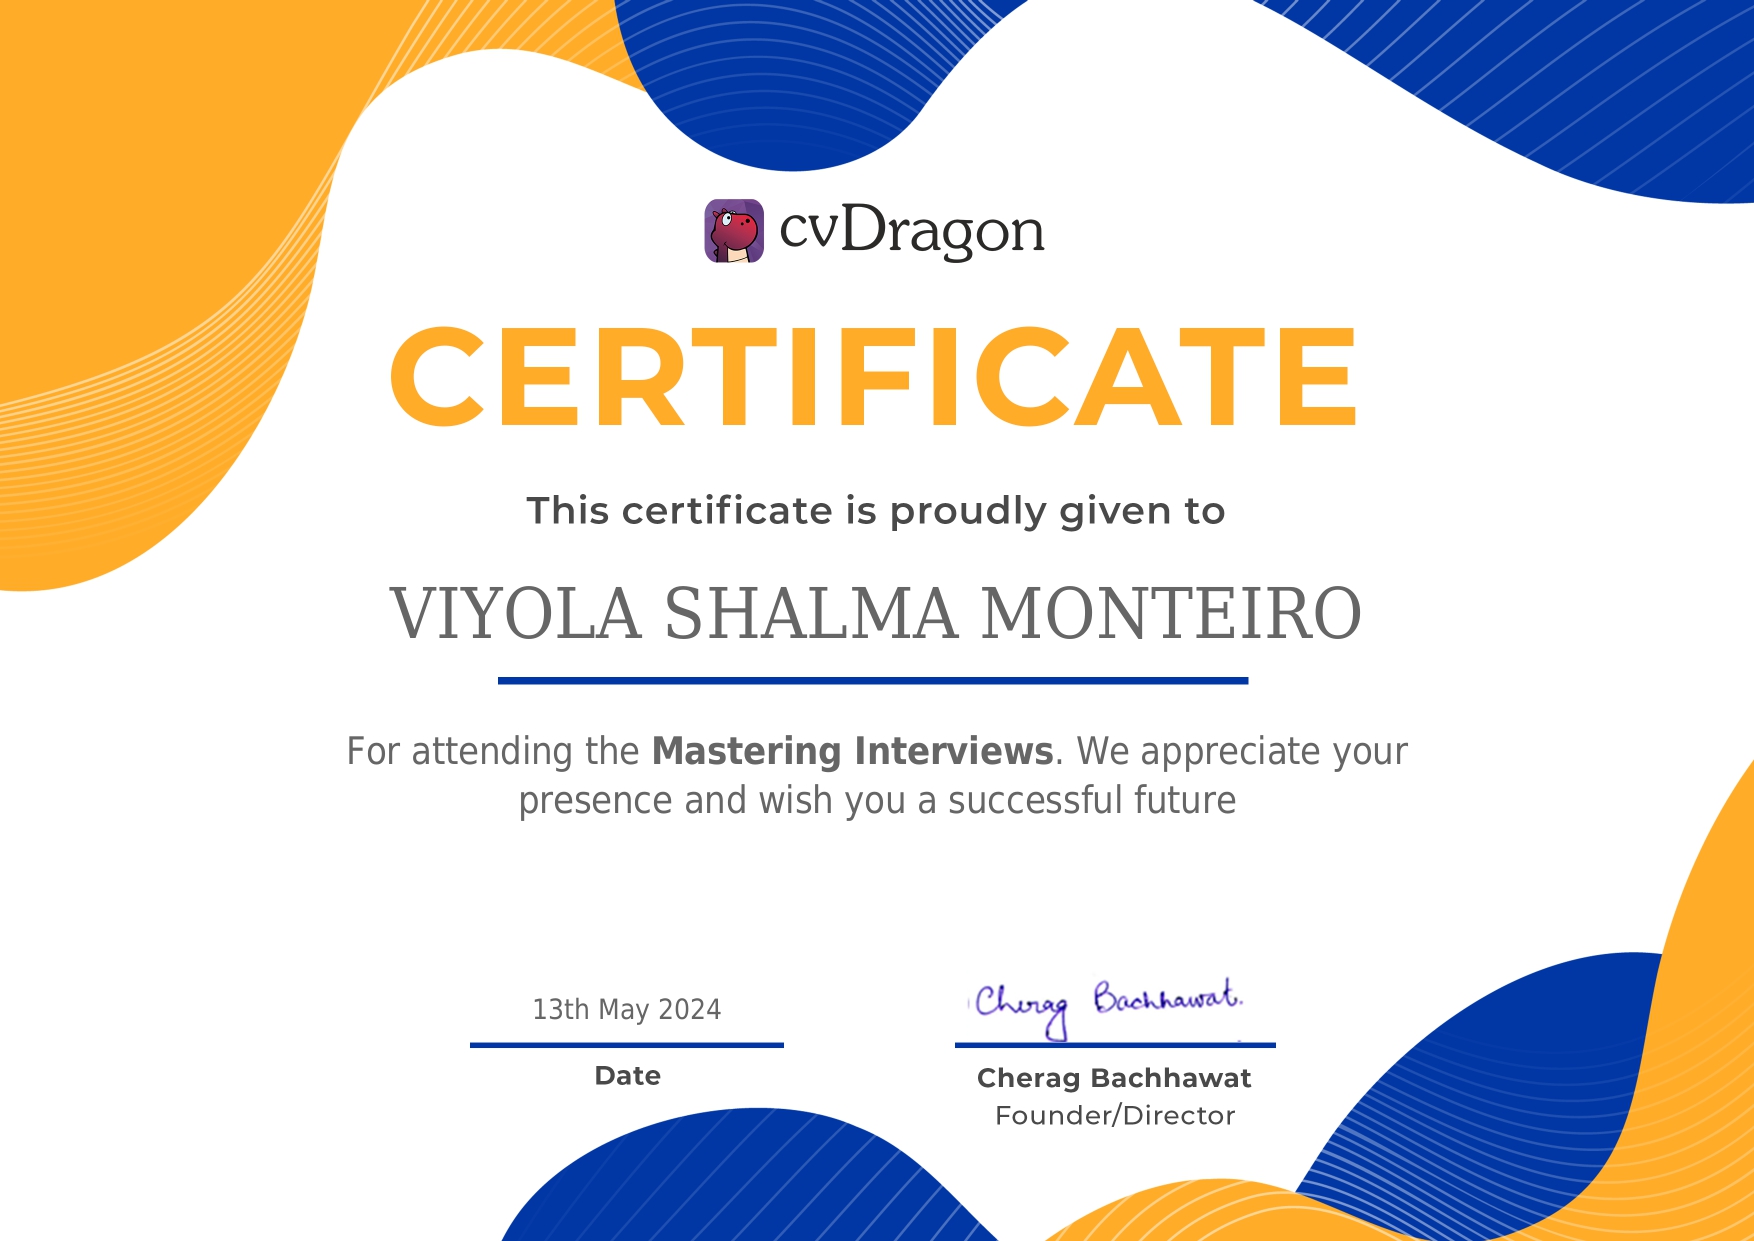 cvDragon
CERTIFICATE
This certificate is proudly given to
VIYOLA SHALMA MONTEIRO
For attending the Mastering Interviews. We appreciate your
presence and wish you a successful future
13th May 2024
Date
Cherag Bachhawat.
Cherag Bachhawat
Founder/Director